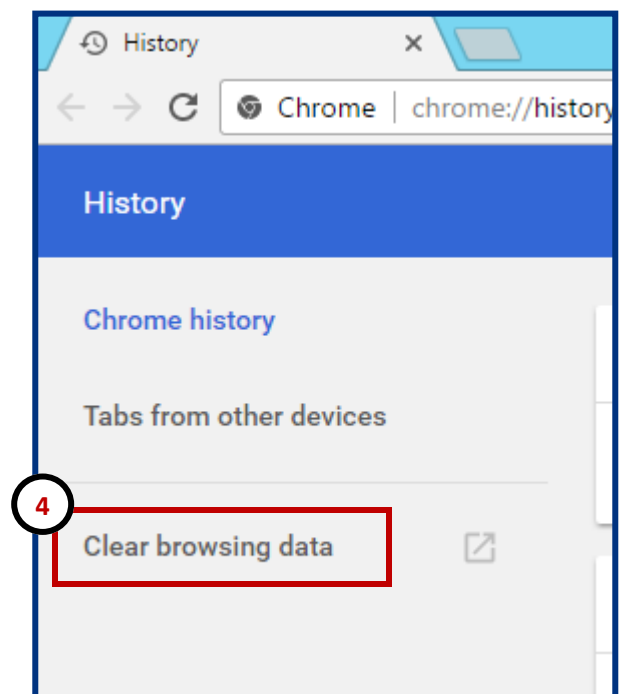 History
Chrome chrome://history
History
Chrome history
Tabs from other devices
4
Clear browsing data